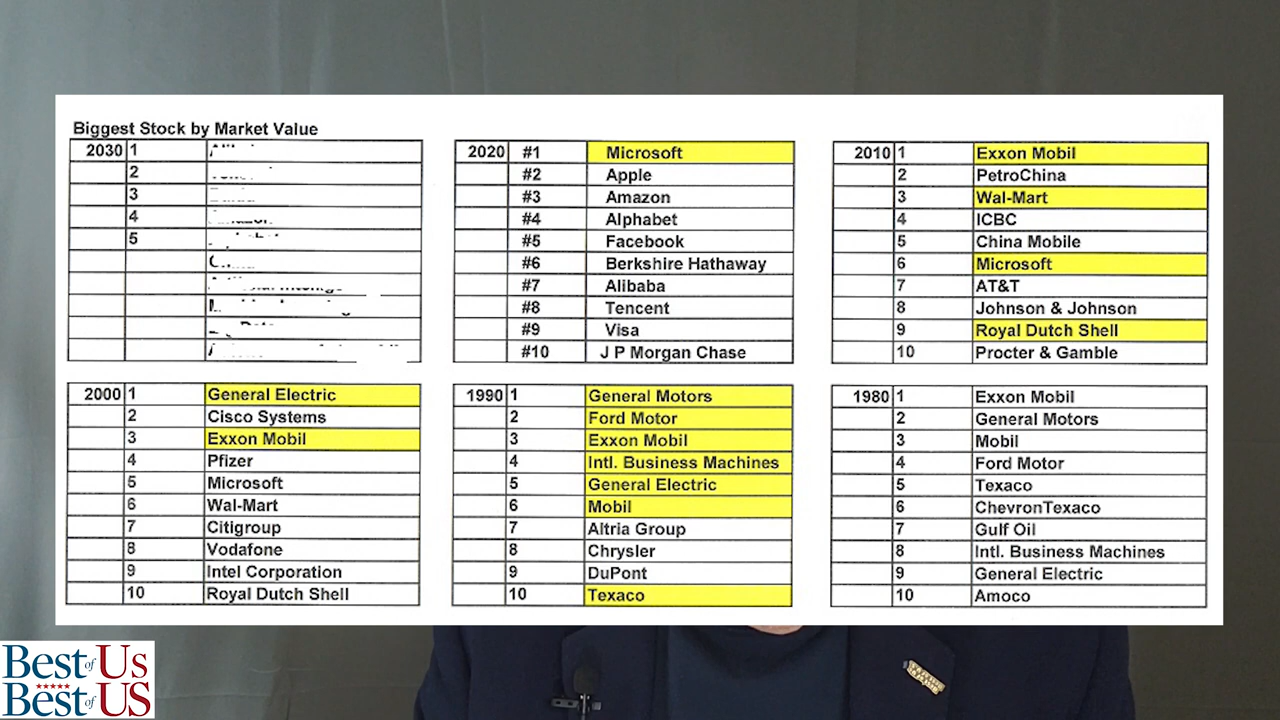 Biggest Stock by Market Value
2030 1
2
3
4
5
2020 #1 Microsoft
#2 Apple
#3 Amazon
#4 Alphabet
#5 Facebook
#6 Berkshire Hathaway
#7 Alibaba
#8 Tencent
#9 Visa
#10 J P Morgan Chase
2010 1 Exxon Mobil
2 PetroChina
3 Wal-Mart
4 ICBC
5 China Mobile
6 Microsoft
7 AT&T
8 Johnson & Johnson
9 Royal Dutch Shell
10 Procter & Gamble
2000 1 General Electric
2 Cisco Systems
3 Exxon Mobil
4 Pfizer
5 Microsoft
6 Wal-Mart
7 Citigroup
8 Vodafone
9 Intel Corporation
10 Royal Dutch Shell
1990 1 General Motors
2 Ford Motor
3 Exxon Mobil
4 Intl. Business Machines
5 General Electric
6 Mobil
7 Altria Group
8 Chrysler
9 DuPont
10 Texaco
1980 1 Exxon Mobil
2 General Motors
3 Mobil
4 Ford Motor
5 Texaco
6 ChevronTexaco
7 Gulf Oil
8 Intl. Business Machines
9 General Electric
10 Amoco
Best of Us
Best of US